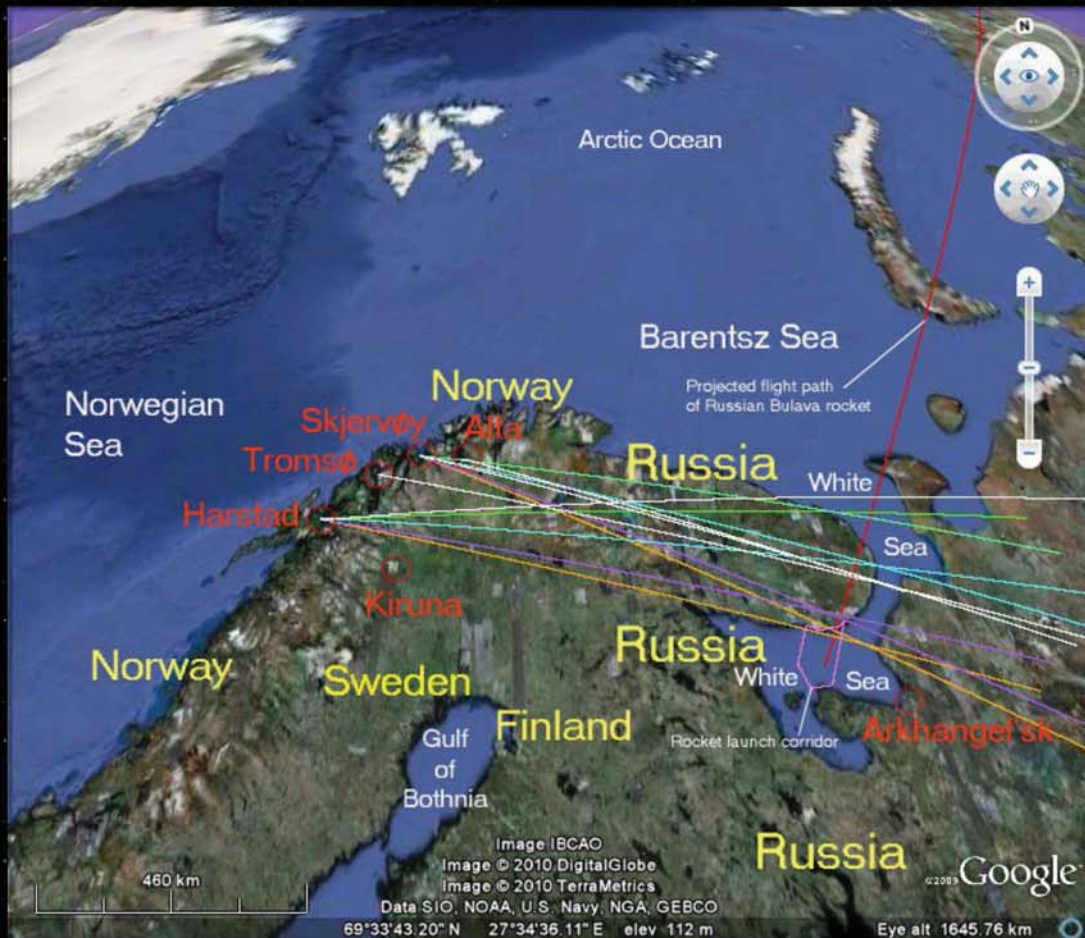 N
Arctic Ocean
Barentsz Sea
Projected flight path
of Russian Bulava rocket
Norwegian
Sea
Norway
Skjervøy
Alta
Tromsø
Russia
White
Harstad
Sea
Kiruna
Norway
Russia
Sweden
White
Sea
Finland
Arkhangel'sk
Rocket launch corridor
Gulf
of
Bothnia
Russia
Image IBCAO
Image © 2010 DigitalGlobe
Image © 2010 TerraMetrics
Data SIO, NOAA, U.S. Navy, NGA, GEBCO
460 km
©2009 Google
69°33'43.20" N 27°34'36.11" E elev 112 m
Eye alt 1645.76 km